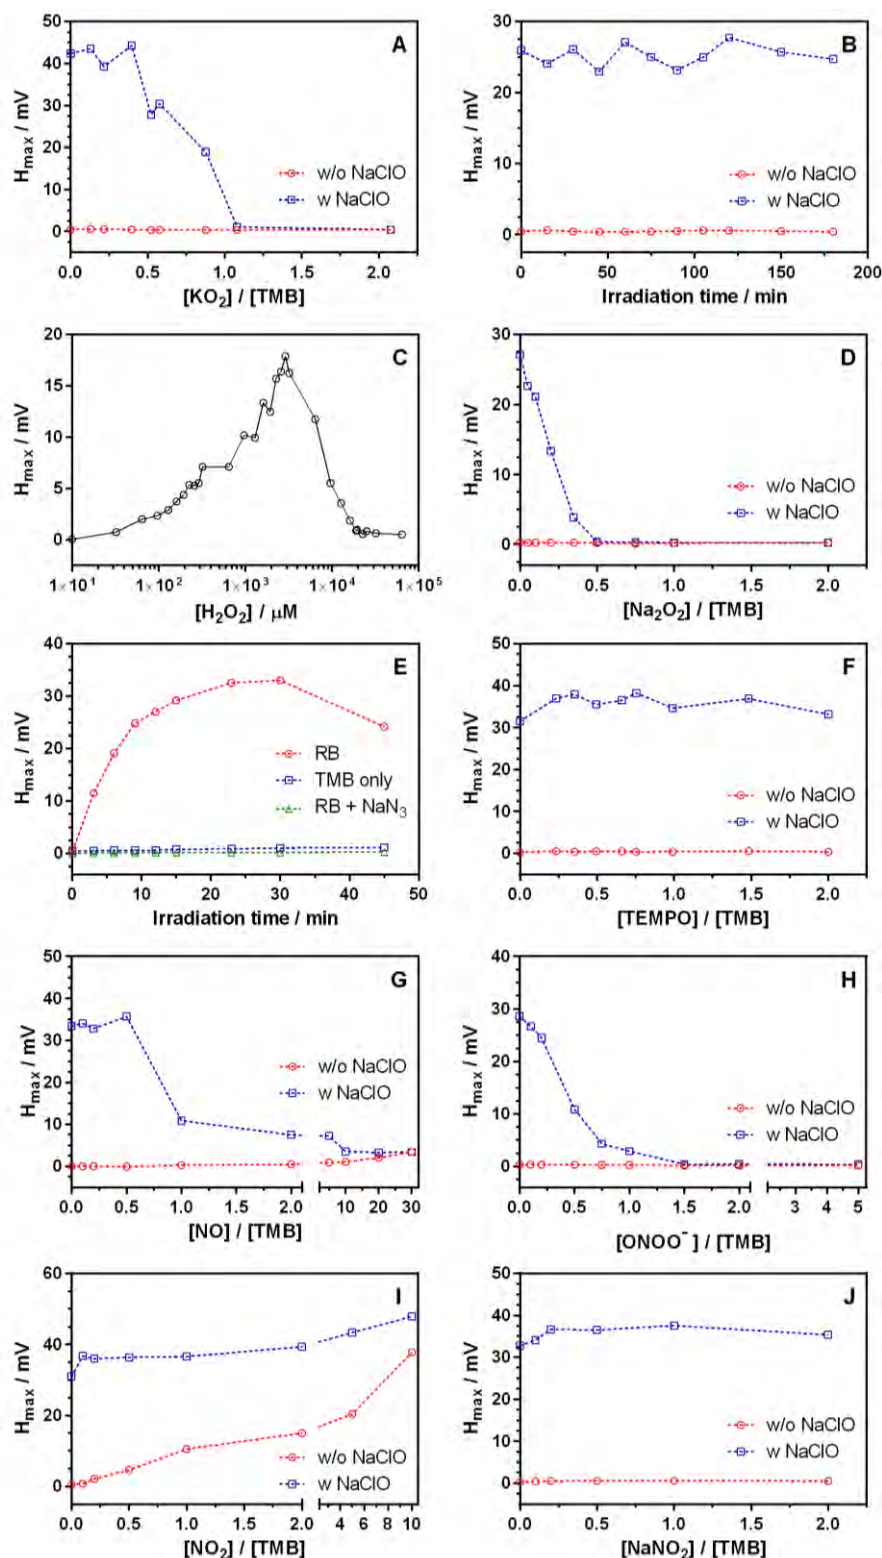 A
50
40
30
20
10
0
H_max / mV
w/o NaClO
w NaClO
0.0 0.5 1.0 1.5 2.0
[KO₂] / [TMB]
B
30
20
10
0
H_max / mV
w/o NaClO
w NaClO
0 50 100 150 200
Irradiation time / min
C
20
15
10
5
0
H_max / mV
1×10¹ 1×10² 1×10³ 1×10⁴ 1×10⁵
[H₂O₂] / μM
D
30
20
10
0
H_max / mV
w/o NaClO
w NaClO
0.0 0.5 1.0 1.5 2.0
[Na₂O₂] / [TMB]
E
40
30
20
10
0
H_max / mV
RB
TMB only
RB + NaN₃
0 10 20 30 40 50
Irradiation time / min
F
50
40
30
20
10
0
H_max / mV
w/o NaClO
w NaClO
0.0 0.5 1.0 1.5 2.0
[TEMPO] / [TMB]
G
50
40
30
20
10
0
H_max / mV
w/o NaClO
w NaClO
0.0 0.5 1.0 1.5 2.0 10 20 30
[NO] / [TMB]
H
40
30
20
10
0
H_max / mV
w/o NaClO
w NaClO
0.0 0.5 1.0 1.5 2.0 3 4 5
[ONOO⁻] / [TMB]
I
60
40
20
0
H_max / mV
w/o NaClO
w NaClO
0.0 0.5 1.0 1.5 2.0 4 6 8 10
[NO₂] / [TMB]
J
50
40
30
20
10
0
H_max / mV
w/o NaClO
w NaClO
0.0 0.5 1.0 1.5 2.0
[NaNO₂] / [TMB]